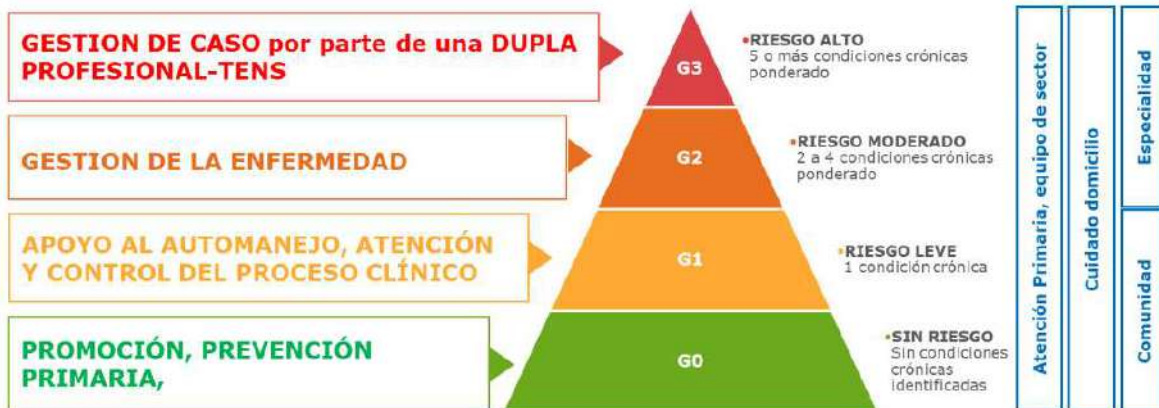 GESTION DE CASO por parte de una DUPLA
PROFESIONAL-TENS
G3
•RIESGO ALTO
5 o más condiciones crónicas
ponderado
GESTION DE LA ENFERMEDAD
G2
•RIESGO MODERADO
2 a 4 condiciones crónicas
ponderado
APOYO AL AUTOMANEJO, ATENCIÓN
Y CONTROL DEL PROCESO CLÍNICO
G1
•RIESGO LEVE
1 condición crónica
PROMOCIÓN, PREVENCIÓN
PRIMARIA,
G0
•SIN RIESGO
Sin condiciones
crónicas
identificadas
Atención Primaria, equipo de sector
Cuidado domicilio
Especialidad
Comunidad